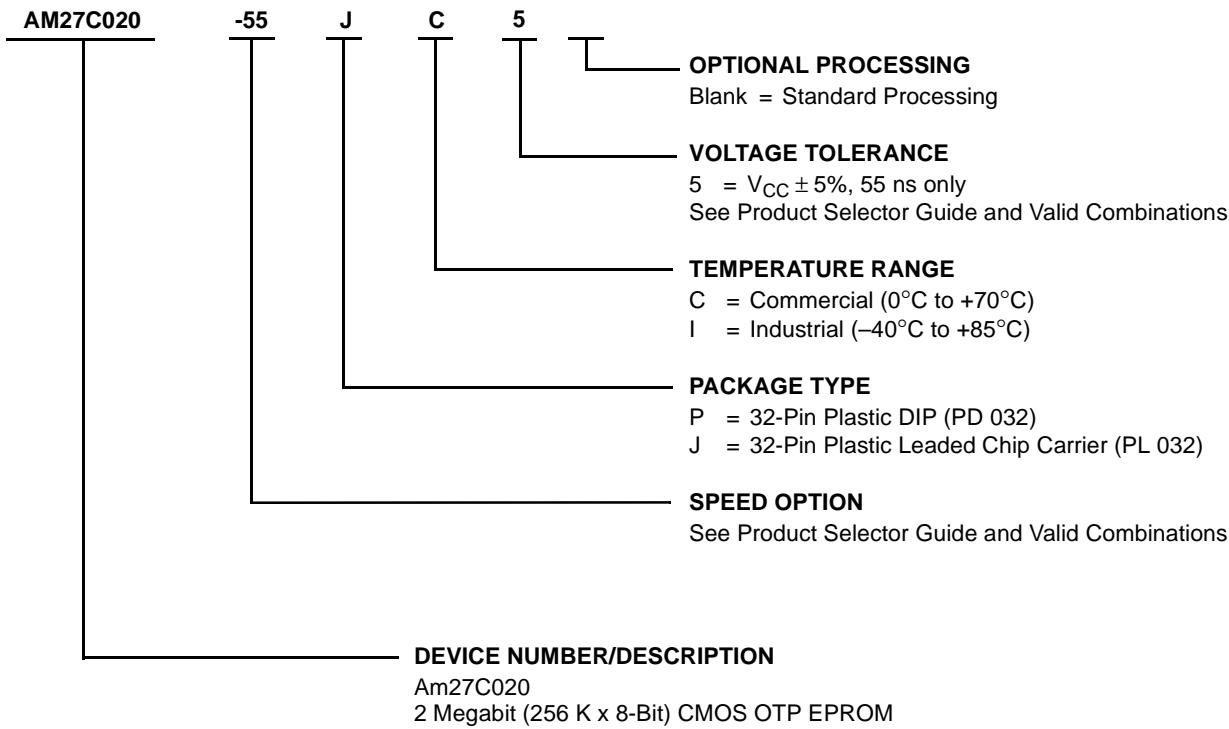 AM27C020 -55 J C 5
OPTIONAL PROCESSING
Blank = Standard Processing
VOLTAGE TOLERANCE
5 = VCC ± 5%, 55 ns only
See Product Selector Guide and Valid Combinations
TEMPERATURE RANGE
C = Commercial (0°C to +70°C)
I = Industrial (–40°C to +85°C)
PACKAGE TYPE
P = 32-Pin Plastic DIP (PD 032)
J = 32-Pin Plastic Leaded Chip Carrier (PL 032)
SPEED OPTION
See Product Selector Guide and Valid Combinations
DEVICE NUMBER/DESCRIPTION
Am27C020
2 Megabit (256 K x 8-Bit) CMOS OTP EPROM